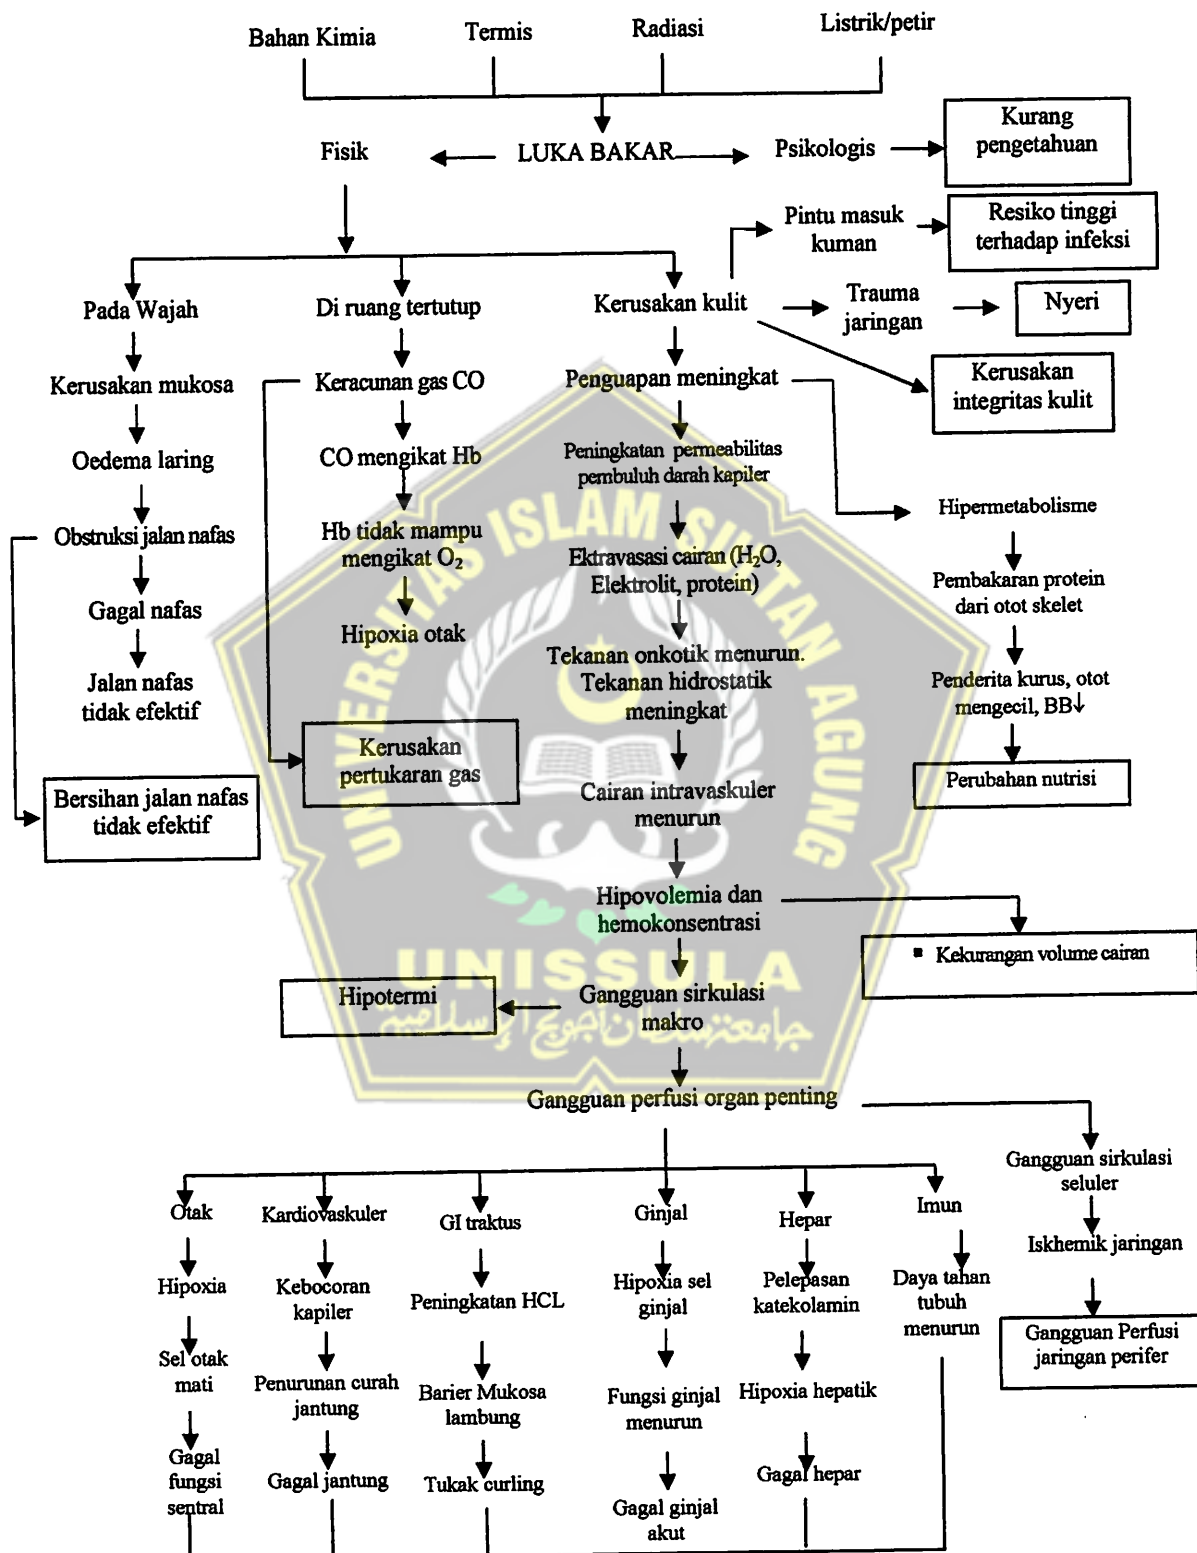 Bahan Kimia
Termis
Radiasi
Listrik/petir
Fisik
LUKA BAKAR
Psikologis
Kurang
pengetahuan
Pintu masuk
kuman
Resiko tinggi
terhadap infeksi
Pada Wajah
Di ruang tertutup
Kerusakan kulit
Trauma
jaringan
Nyeri
Kerusakan mukosa
Keracunan gas CO
Penguapan meningkat
Kerusakan
integritas kulit
Oedema laring
CO mengikat Hb
Peningkatan permeabilitas
pembuluh darah kapiler
Hipermetabolisme
Obstruksi jalan nafas
Hb tidak mampu
mengikat O₂
Ektravasasi cairan (H₂O,
Elektrolit, protein)
Pembakaran protein
dari otot skelet
Gagal nafas
Hipoxia otak
Tekanan onkotik menurun.
Tekanan hidrostatik
meningkat
Jalan nafas
tidak efektif
Penderita kurus, otot
mengecil, BB↓
Kerusakan
pertukaran gas
Perubahan nutrisi
Bersihan jalan nafas
tidak efektif
Cairan intravaskuler
menurun
Hipovolemia dan
hemokonsentrasi
▪ Kekurangan volume cairan
Hipotermi
Gangguan sirkulasi
makro
UNIVERSITAS ISLAM SULTAN AGUNG
UNISSULA
جامعة سلطان أجونج الإسلامية
Gangguan perfusi organ penting
Gangguan sirkulasi
seluler
Otak
Kardiovaskuler
GI traktus
Ginjal
Hepar
Imun
Iskhemik jaringan
Hipoxia
Kebocoran
kapiler
Peningkatan HCL
Hipoxia sel
ginjal
Pelepasan
katekolamin
Daya tahan
tubuh
menurun
Gangguan Perfusi
jaringan perifer
Sel otak
mati
Penurunan curah
jantung
Barier Mukosa
lambung
Fungsi ginjal
menurun
Hipoxia hepatik
Gagal
fungsi
sentral
Gagal jantung
Tukak curling
Gagal ginjal
akut
Gagal hepar